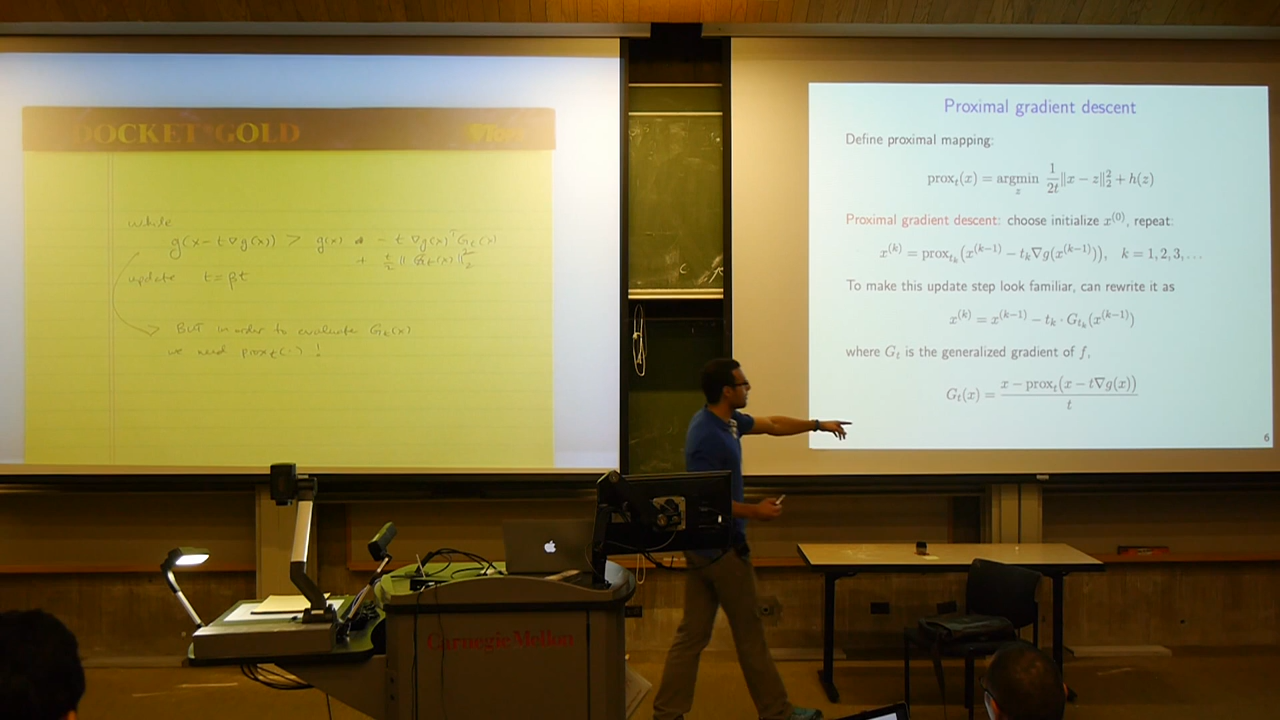 DOCKET GOLD
while
g(x - t∇g(x)) > g(x) - t∇g(x)ᵀGₜ(x)
+ t/2 ‖Gₜ(x)‖₂²
update t = βt
BUT in order to evaluate Gₜ(x)
we need proxₜ(·) !
Proximal gradient descent
Define proximal mapping:
proxₜ(x) = argmin_z 1/2t ‖x − z‖₂² + h(z)
Proximal gradient descent: choose initialize x⁽⁰⁾, repeat:
x⁽ᵏ⁾ = prox_{tₖ}(x⁽ᵏ⁻¹⁾ − tₖ∇g(x⁽ᵏ⁻¹⁾)), k = 1, 2, 3, . . .
To make this update step look familiar, can rewrite it as
x⁽ᵏ⁾ = x⁽ᵏ⁻¹⁾ − tₖ · G_{tₖ}(x⁽ᵏ⁻¹⁾)
where Gₜ is the generalized gradient of f,
Gₜ(x) = (x − proxₜ(x − t∇g(x))) / t
6
Carnegie Mellon